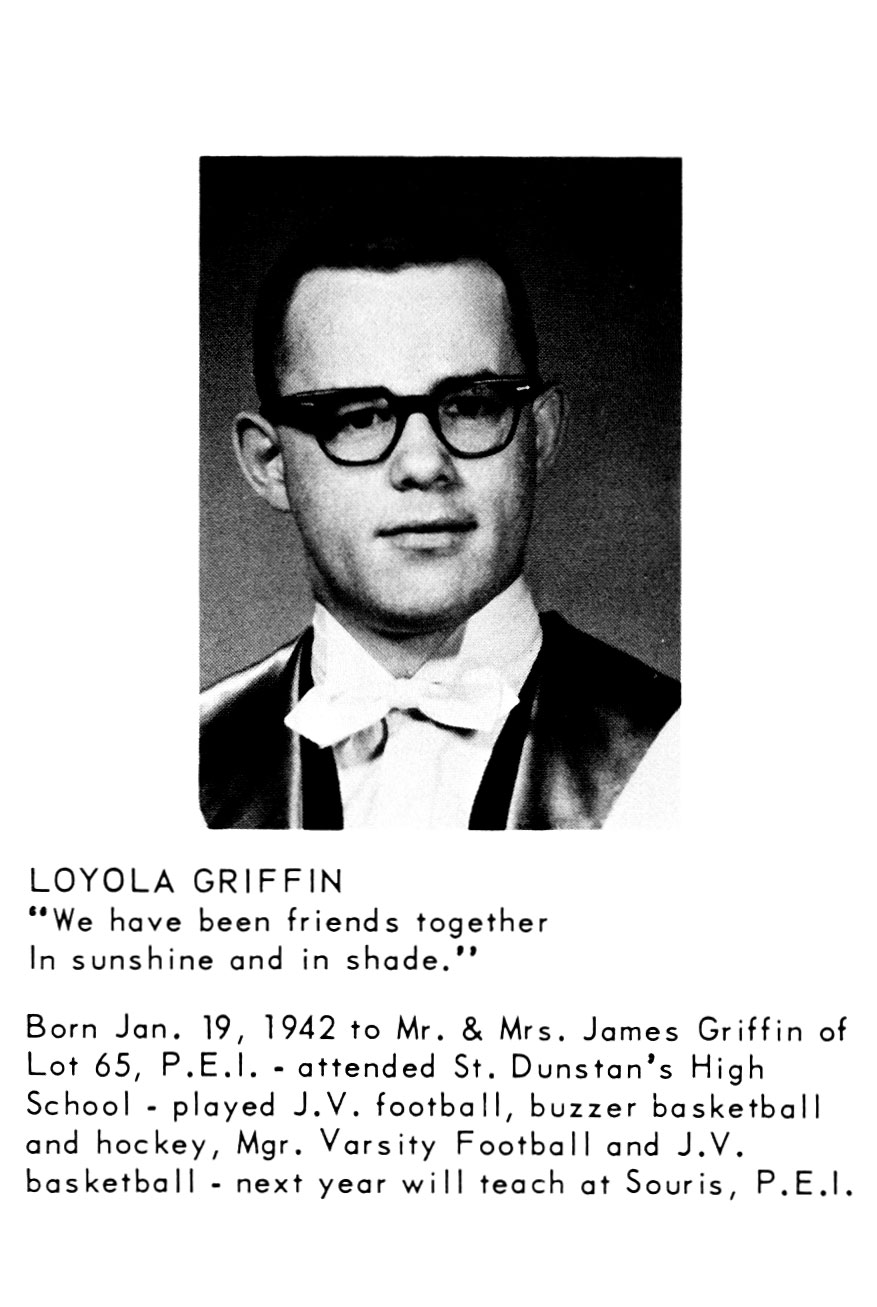 LOYOLA GRIFFIN
“We have been friends together
In sunshine and in shade.”
Born Jan. 19, 1942 to Mr. & Mrs. James Griffin of
Lot 65, P.E.I. - attended St. Dunstan's High
School - played J.V. football, buzzer basketball
and hockey, Mgr. Varsity Football and J.V.
basketball - next year will teach at Souris, P.E.I.